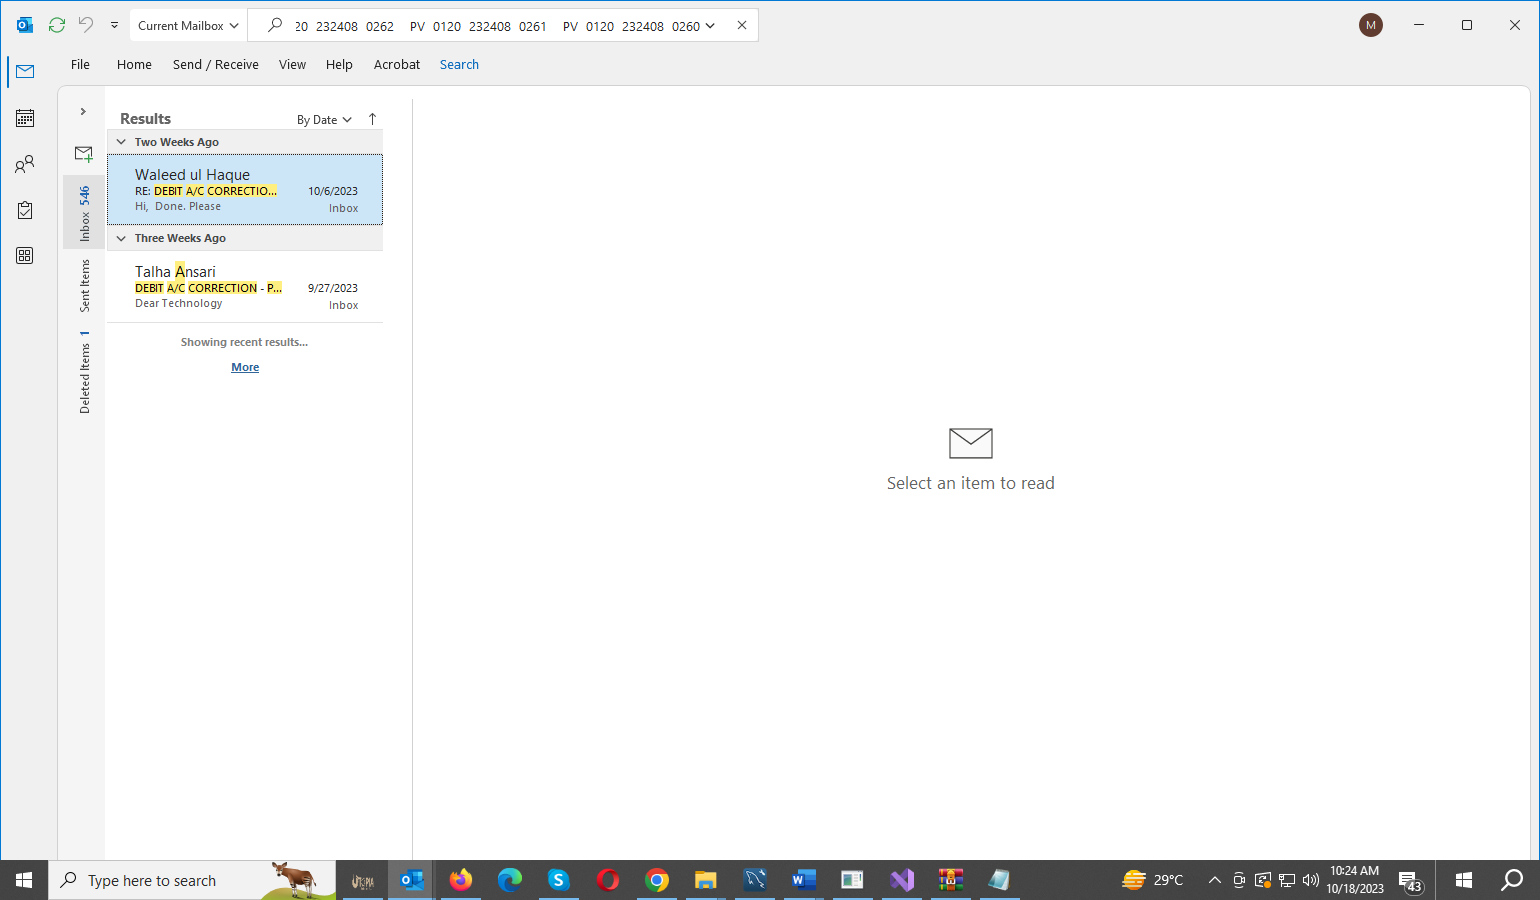 Current Mailbox
20 232408 0262 PV 0120 232408 0261 PV 0120 232408 0260
M
File Home Send / Receive View Help Acrobat Search
Results By Date
Two Weeks Ago
Waleed ul Haque
RE: DEBIT A/C CORRECTIO... 10/6/2023
Hi, Done. Please Inbox
Three Weeks Ago
Talha Ansari
DEBIT A/C CORRECTION - P... 9/27/2023
Dear Technology Inbox
Showing recent results...
More
Inbox 546
Sent Items
Deleted Items 1
Select an item to read
Type here to search
UTOPIA
29°C
10:24 AM
10/18/2023
43